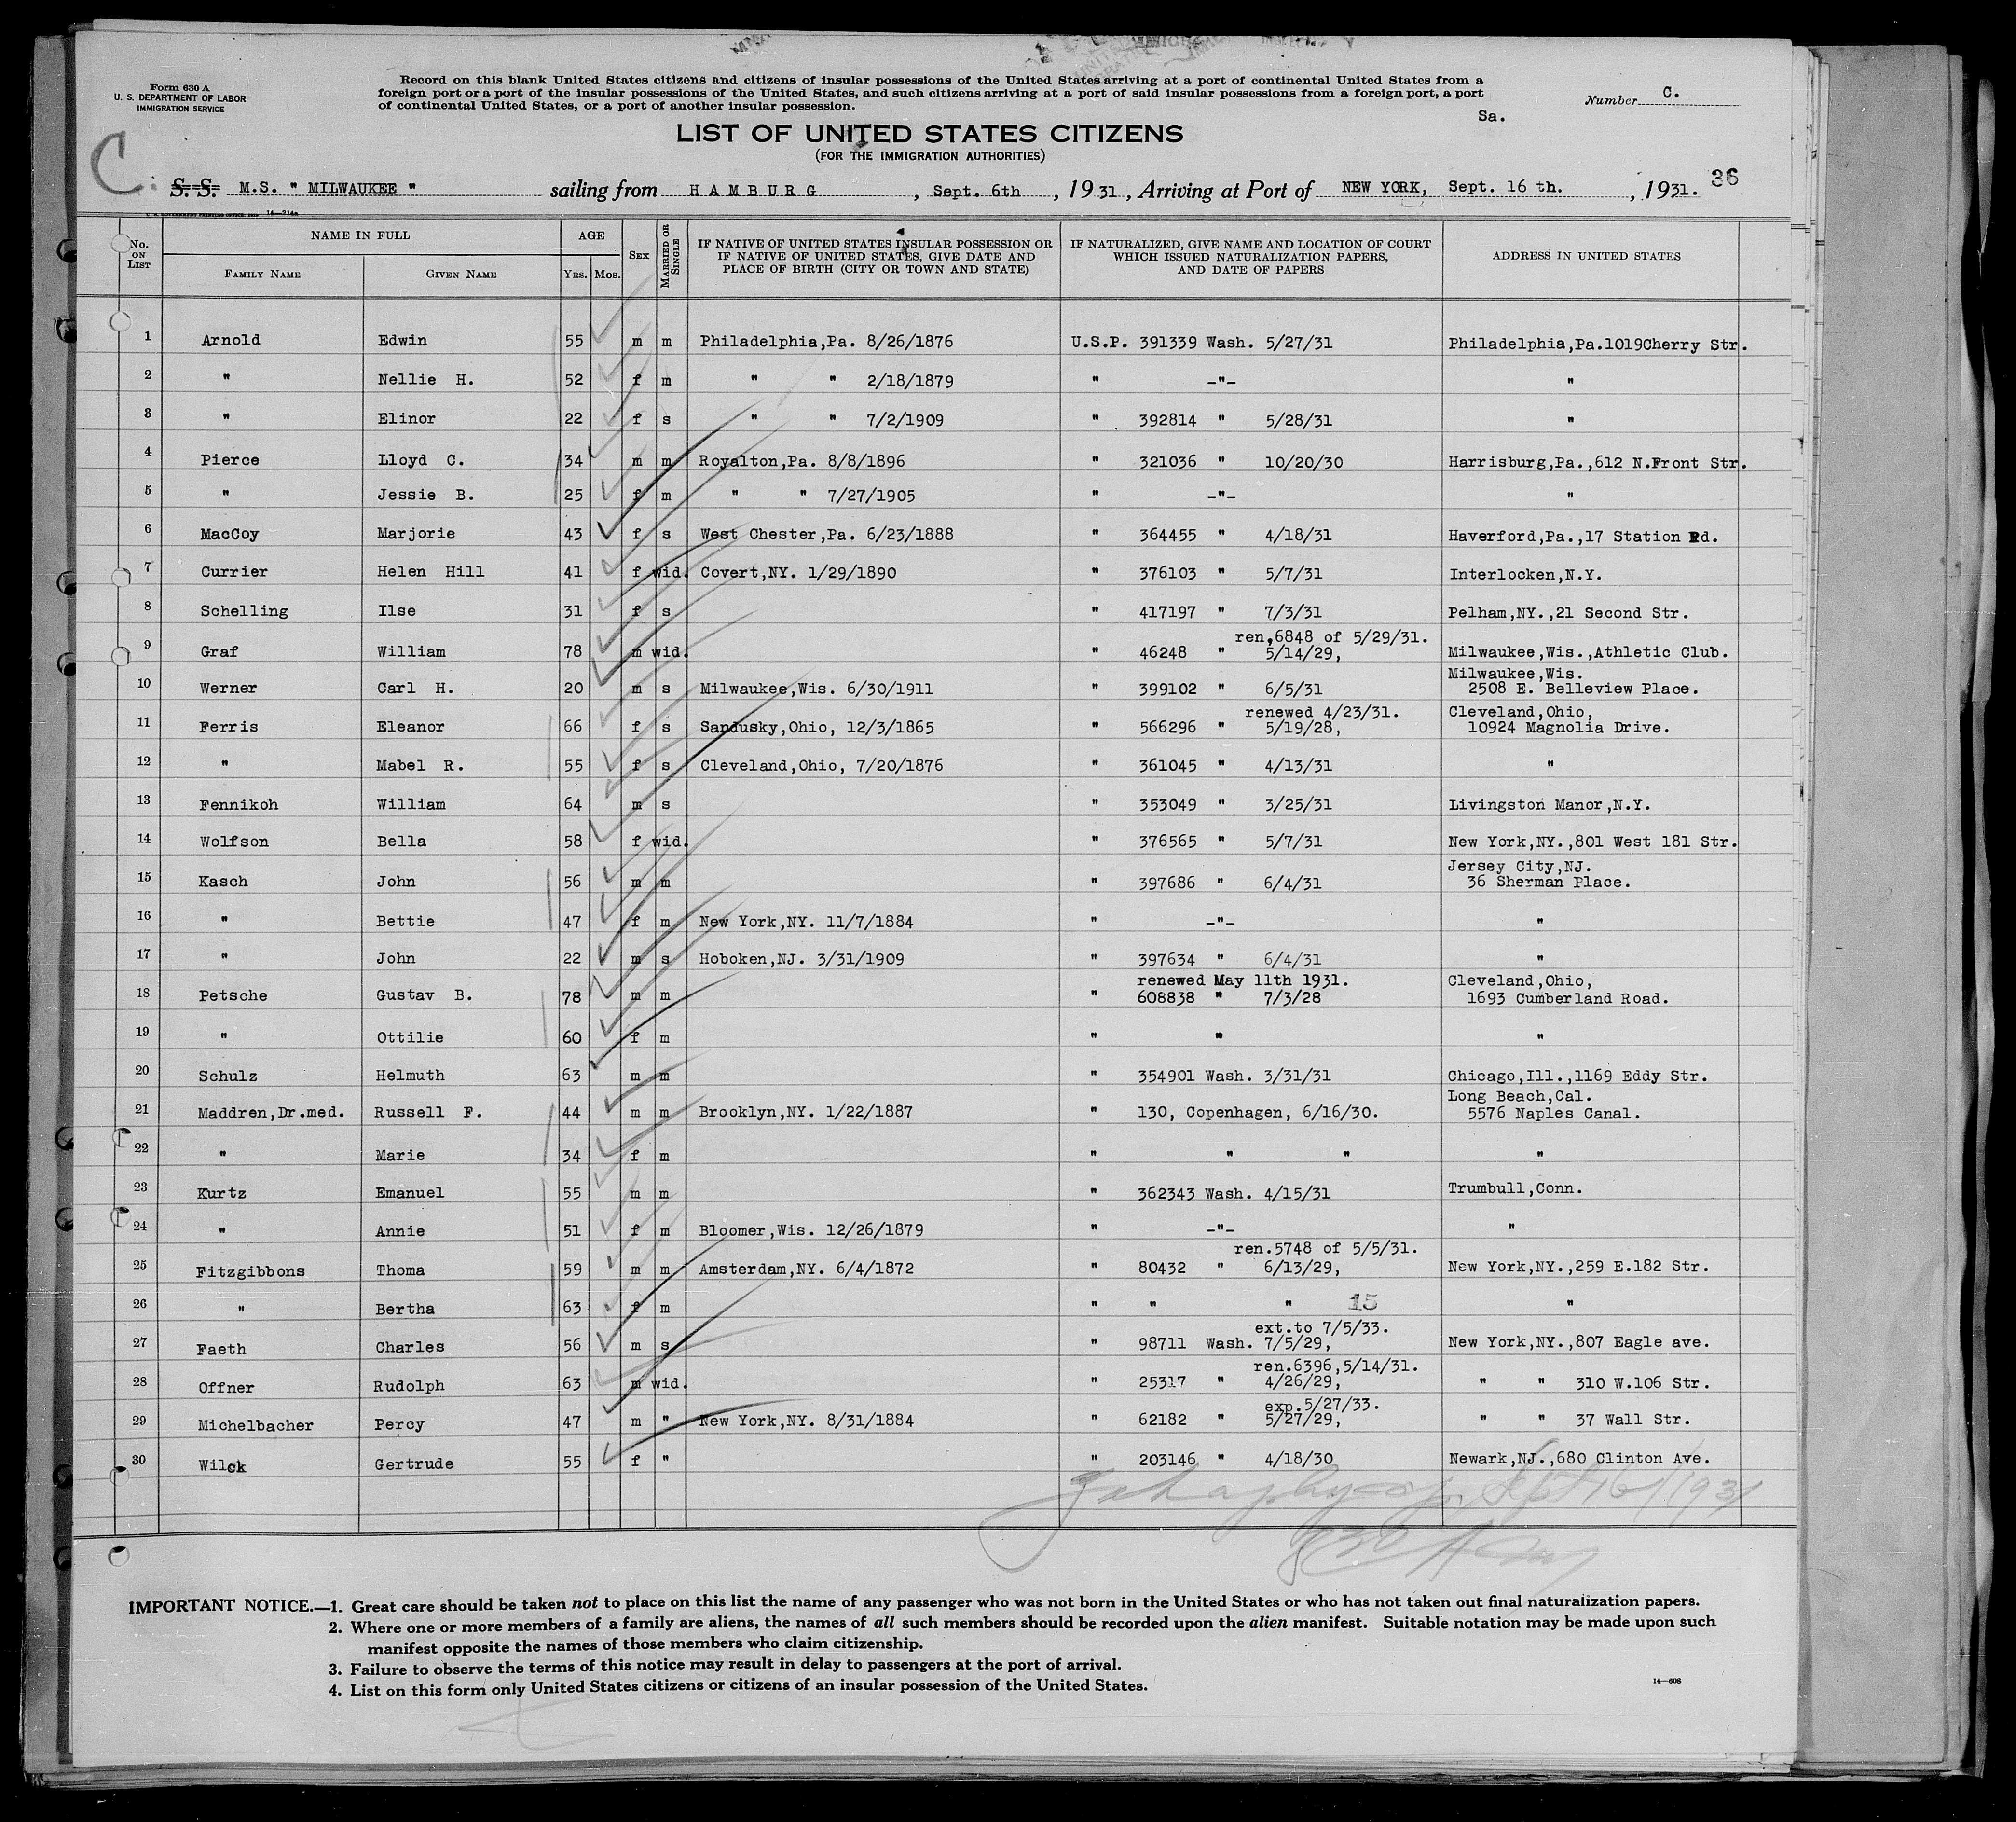 Form 630 A
U. S. DEPARTMENT OF LABOR
IMMIGRATION SERVICE
Record on this blank United States citizens and citizens of insular possessions of the United States arriving at a port of continental United States from a
foreign port or a port of the insular possessions of the United States, and such citizens arriving at a port of said insular possessions from a foreign port, a port
of continental United States, or a port of another insular possession.
Number C.
Sa.
LIST OF UNITED STATES CITIZENS
(FOR THE IMMIGRATION AUTHORITIES)
C.
S. S. M.S. " MILWAUKEE " sailing from HAMBURG, Sept. 6th, 1931, Arriving at Port of NEW YORK, Sept. 16 th., 1931. 36
U. S. GOVERNMENT PRINTING OFFICE: 1929 14—214a
No. ON LIST NAME IN FULL AGE SEX MARRIED OR SINGLE IF NATIVE OF UNITED STATES INSULAR POSSESSION OR IF NATIVE OF UNITED STATES, GIVE DATE AND PLACE OF BIRTH (CITY OR TOWN AND STATE) IF NATURALIZED, GIVE NAME AND LOCATION OF COURT WHICH ISSUED NATURALIZATION PAPERS, AND DATE OF PAPERS ADDRESS IN UNITED STATES
FAMILY NAME GIVEN NAME YRS. MOS.
1 Arnold Edwin 55 m m Philadelphia,Pa. 8/26/1876 U.S.P. 391339 Wash. 5/27/31 Philadelphia,Pa.1019Cherry Str.
2 " Nellie H. 52 f m " " 2/18/1879 " -"- "
3 " Elinor 22 f s " " 7/2/1909 " 392814 " 5/28/31 "
4 Pierce Lloyd C. 34 m m Royalton,Pa. 8/8/1896 " 321036 " 10/20/30 Harrisburg,Pa.,612 N.Front Str.
5 " Jessie B. 25 f m " " 7/27/1905 " -"- "
6 MacCoy Marjorie 43 f s West Chester,Pa. 6/23/1888 " 364455 " 4/18/31 Haverford,Pa.,17 Station Rd.
7 Currier Helen Hill 41 f wid. Covert,NY. 1/29/1890 " 376103 " 5/7/31 Interlocken,N.Y.
8 Schelling Ilse 31 f s " 417197 " 7/3/31 Pelham,NY.,21 Second Str.
ren.6848 of 5/29/31.
9 Graf William 78 m wid. " 46248 " 5/14/29, Milwaukee,Wis.,Athletic Club.
Milwaukee,Wis.
10 Werner Carl H. 20 m s Milwaukee,Wis. 6/30/1911 " 399102 " 6/5/31 2508 E. Belleview Place.
renewed 4/23/31. Cleveland,Ohio,
11 Ferris Eleanor 66 f s Sandusky,Ohio, 12/3/1865 " 566296 " 5/19/28, 10924 Magnolia Drive.
12 " Mabel R. 55 f s Cleveland,Ohio, 7/20/1876 " 361045 " 4/13/31 "
13 Fennikoh William 64 m s " 353049 " 3/25/31 Livingston Manor,N.Y.
14 Wolfson Bella 58 f wid. " 376565 " 5/7/31 New York,NY.,801 West 181 Str.
Jersey City,NJ.
15 Kasch John 56 m m " 397686 " 6/4/31 36 Sherman Place.
16 " Bettie 47 f m New York,NY. 11/7/1884 " -"- "
17 " John 22 m s Hoboken,NJ. 3/31/1909 " 397634 " 6/4/31 "
renewed May 11th 1931. Cleveland,Ohio,
18 Petsche Gustav B. 78 m m " 608838 " 7/3/28 1693 Cumberland Road.
19 " Ottilie 60 f m " " "
20 Schulz Helmuth 63 m m " 354901 Wash. 3/31/31 Chicago,Ill.,1169 Eddy Str.
Long Beach,Cal.
21 Maddren,Dr.med. Russell F. 44 m m Brooklyn,NY. 1/22/1887 " 130, Copenhagen, 6/16/30. 5576 Naples Canal.
22 " Marie 34 f m " " " "
23 Kurtz Emanuel 55 m m " 362343 Wash. 4/15/31 Trumbull,Conn.
24 " Annie 51 f m Bloomer,Wis. 12/26/1879 " -"- "
ren.5748 of 5/5/31.
25 Fitzgibbons Thoma 59 m m Amsterdam,NY. 6/4/1872 " 80432 " 6/13/29, New York,NY.,259 E.182 Str.
26 " Bertha 63 f m " " " 15 "
ext.to 7/5/33.
27 Faeth Charles 56 m s " 98711 Wash. 7/5/29, New York,NY.,807 Eagle ave.
ren.6396,5/14/31.
28 Offner Rudolph 63 m wid. " 25317 " 4/26/29, " " 310 W.106 Str.
exp.5/27/33.
29 Michelbacher Percy 47 m " New York,NY. 8/31/1884 " 62182 " 5/27/29, " " 37 Wall Str.
30 Wilck Gertrude 55 f " " 203146 " 4/18/30 Newark,NJ.,680 Clinton Ave.
Sept 16/1931
830 AM
IMPORTANT NOTICE.—1. Great care should be taken not to place on this list the name of any passenger who was not born in the United States or who has not taken out final naturalization papers.
2. Where one or more members of a family are aliens, the names of all such members should be recorded upon the alien manifest. Suitable notation may be made upon such
manifest opposite the names of those members who claim citizenship.
3. Failure to observe the terms of this notice may result in delay to passengers at the port of arrival.
4. List on this form only United States citizens or citizens of an insular possession of the United States.
14—608